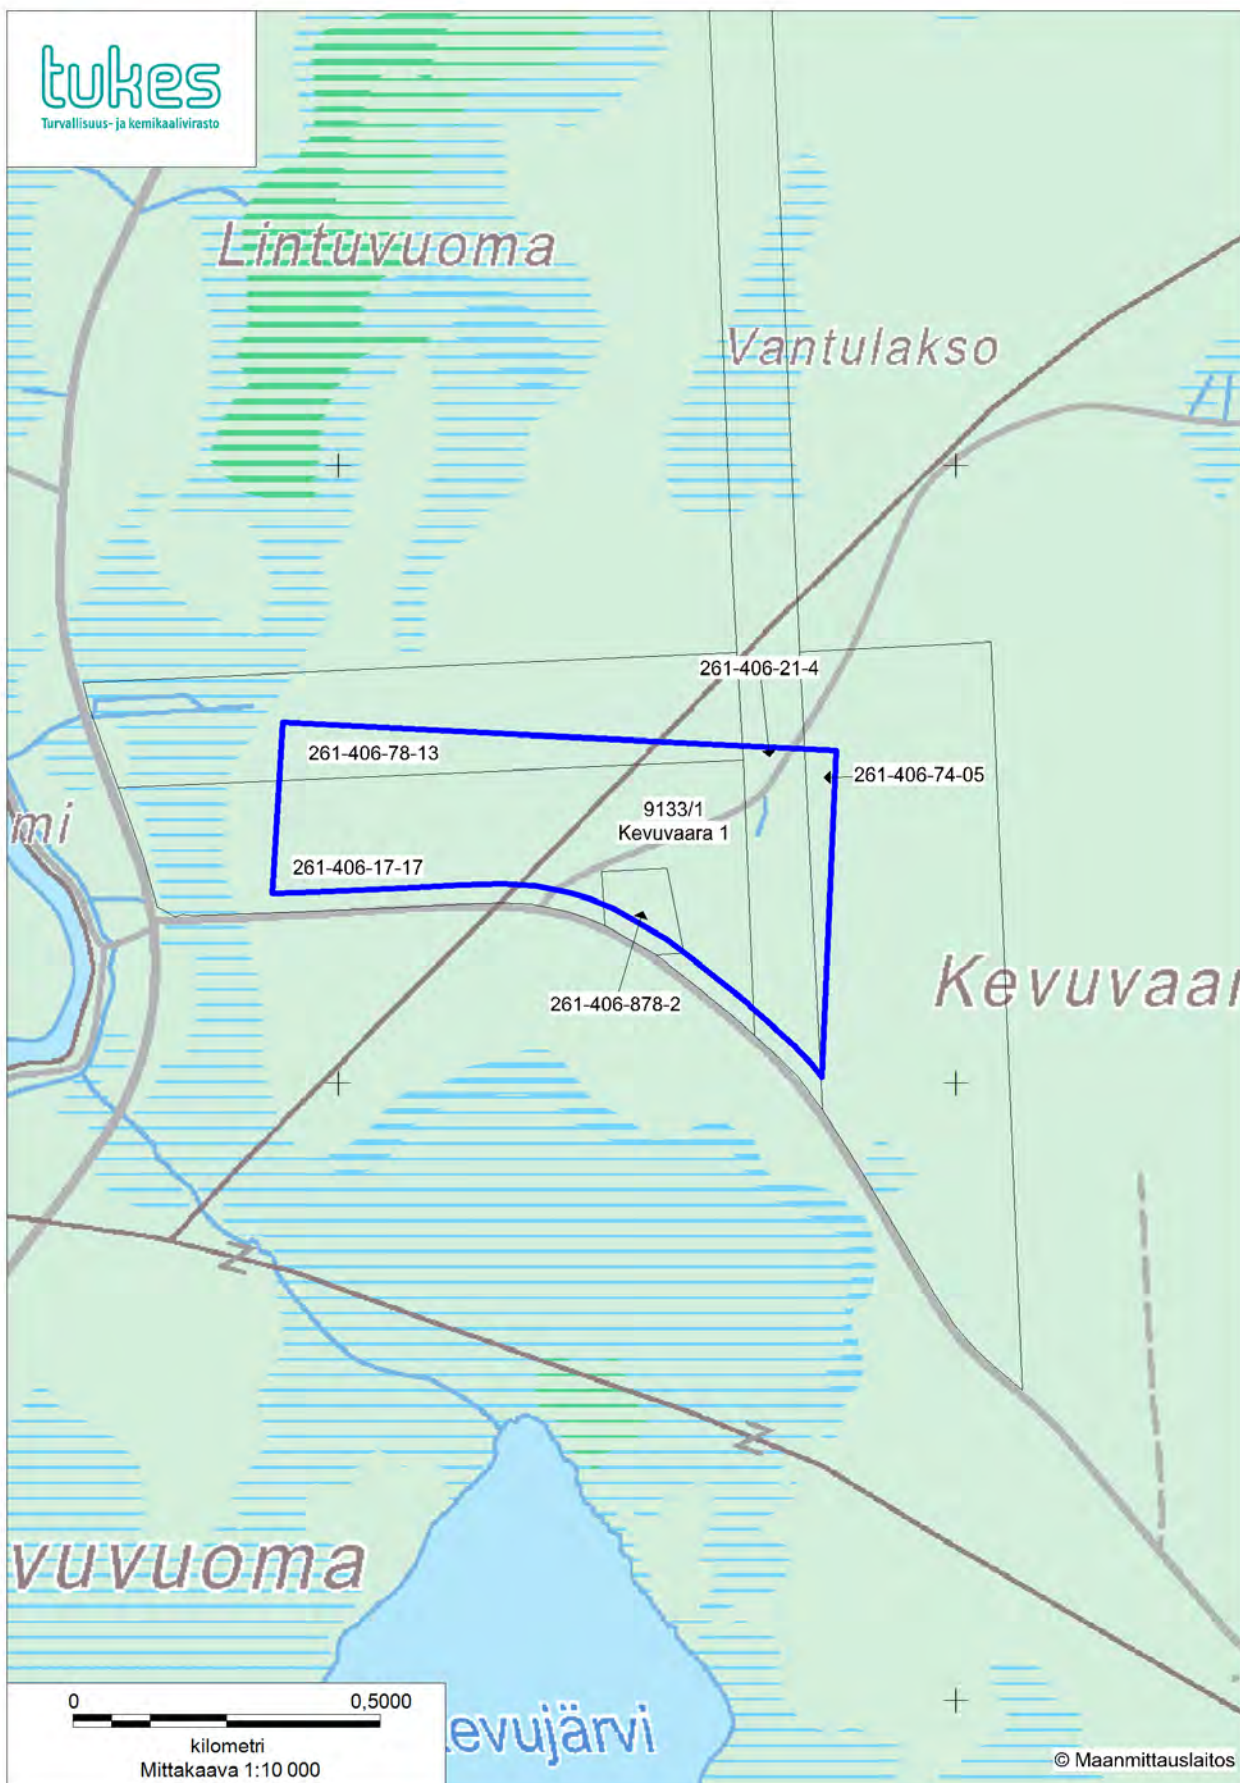 tukes
Turvallisuus- ja kemikaalivirasto
Lintuvuoma
Vantulakso
261-406-21-4
261-406-78-13
261-406-74-05
9133/1
Kevuvaara 1
mi
261-406-17-17
Kevuvaar
261-406-878-2
vuvuoma
0 0,5000
kilometri
Mittakaava 1:10 000
evujärvi
© Maanmittauslaitos